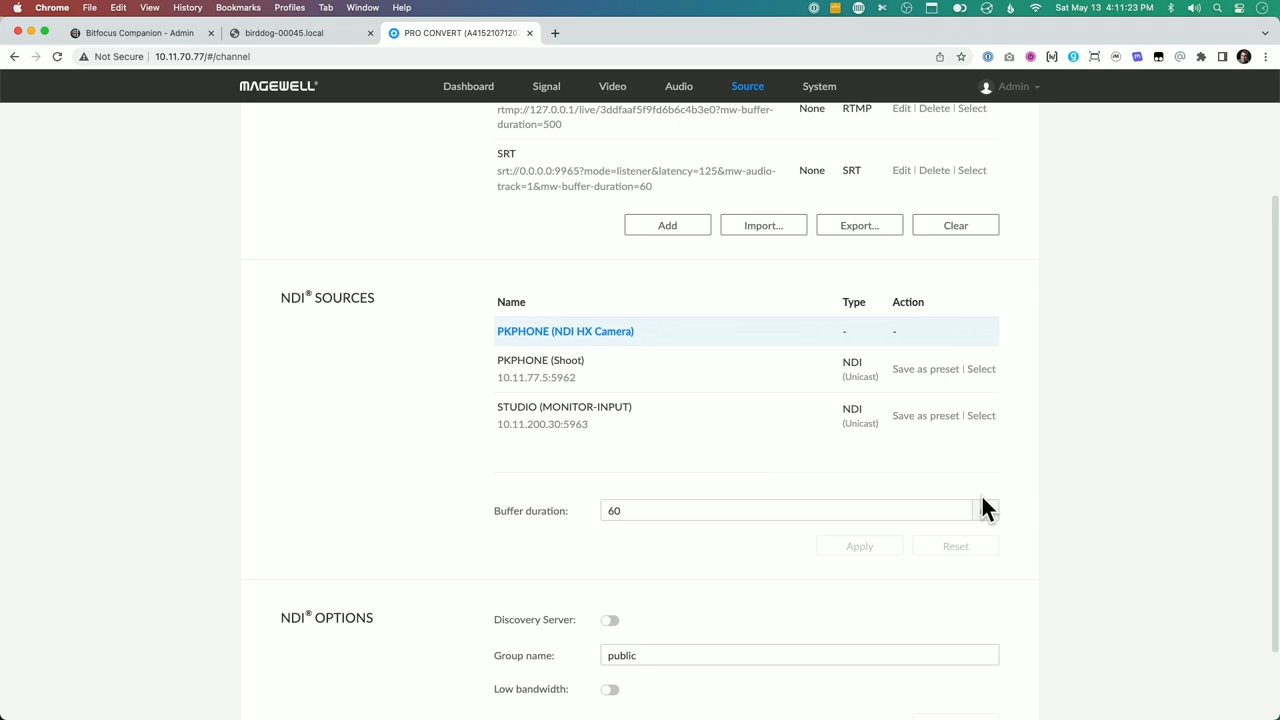 Chrome File Edit View History Bookmarks Profiles Tab Window Help Sat May 13 4:11:23 PM
Bitfocus Companion - Admin birddog-00045.local PRO CONVERT (A4152107120
Not Secure 10.11.70.77/#/channel
MAGEWELL® Dashboard Signal Video Audio Source System Admin
rtmp://127.0.0.1/live/3ddfaaf5f9fd6b6c4b3e0?mw-buffer- None RTMP Edit | Delete | Select
duration=500
SRT
srt://0.0.0.0:9965?mode=listener&latency=125&mw-audio- None SRT Edit | Delete | Select
track=1&mw-buffer-duration=60
Add Import... Export... Clear
NDI® SOURCES Name Type Action
PKPHONE (NDI HX Camera) - -
PKPHONE (Shoot) NDI Save as preset | Select
10.11.77.5:5962 (Unicast)
STUDIO (MONITOR-INPUT) NDI Save as preset | Select
10.11.200.30:5963 (Unicast)
Buffer duration: 60
Apply Reset
NDI® OPTIONS Discovery Server:
Group name: public
Low bandwidth: